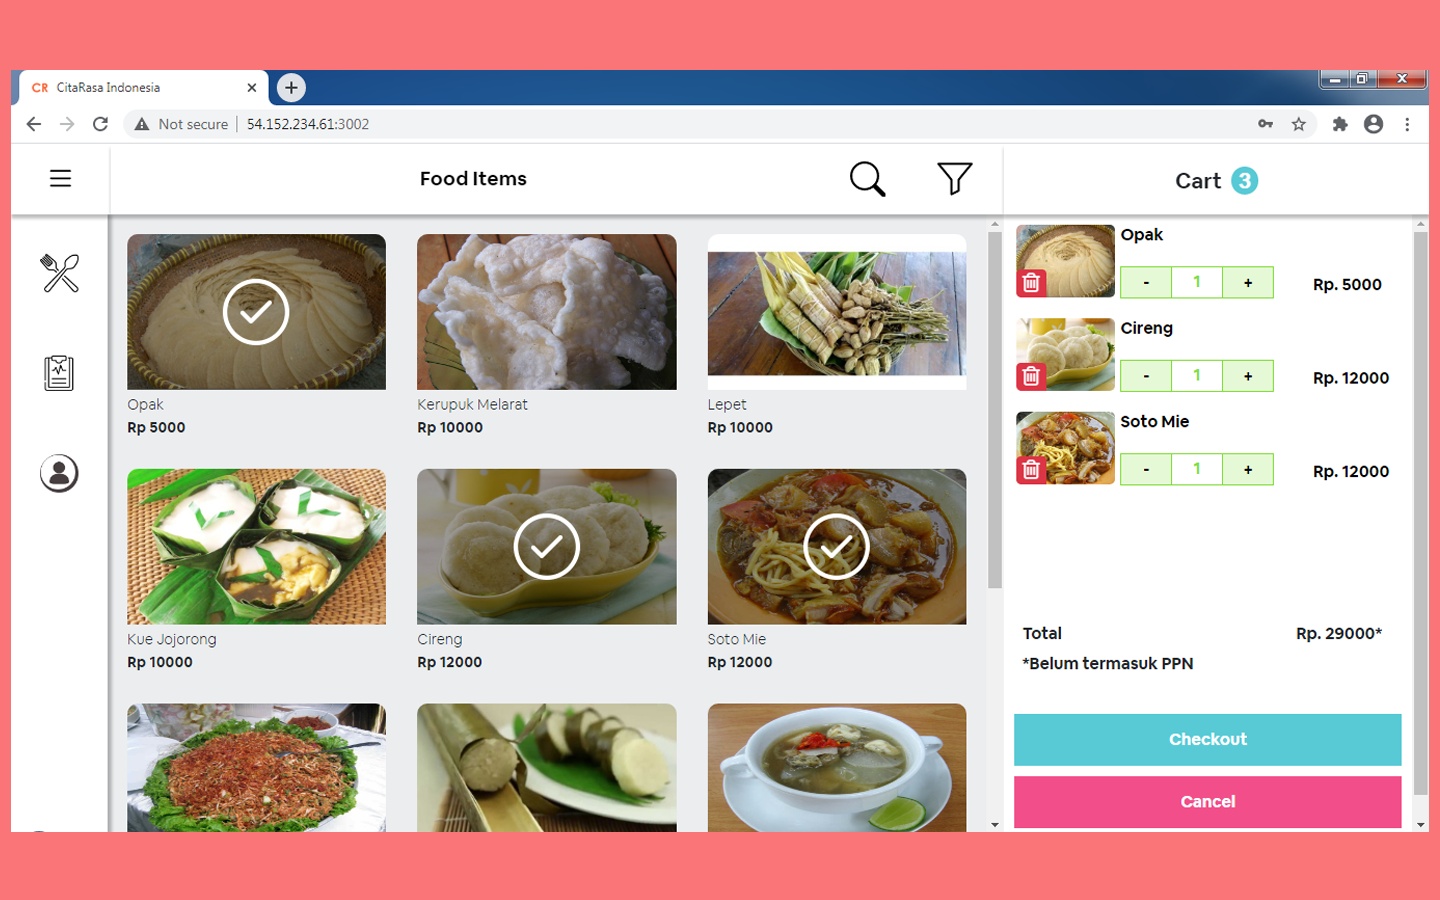 CR CitaRasa Indonesia
Not secure | 54.152.234.61:3002
Food Items
Cart 3
Opak
Rp 5000
Kerupuk Melarat
Rp 10000
Lepet
Rp 10000
Kue Jojorong
Rp 10000
Cireng
Rp 12000
Soto Mie
Rp 12000
Opak
- 1 + Rp. 5000
Cireng
- 1 + Rp. 12000
Soto Mie
- 1 + Rp. 12000
Total Rp. 29000*
*Belum termasuk PPN
Checkout
Cancel